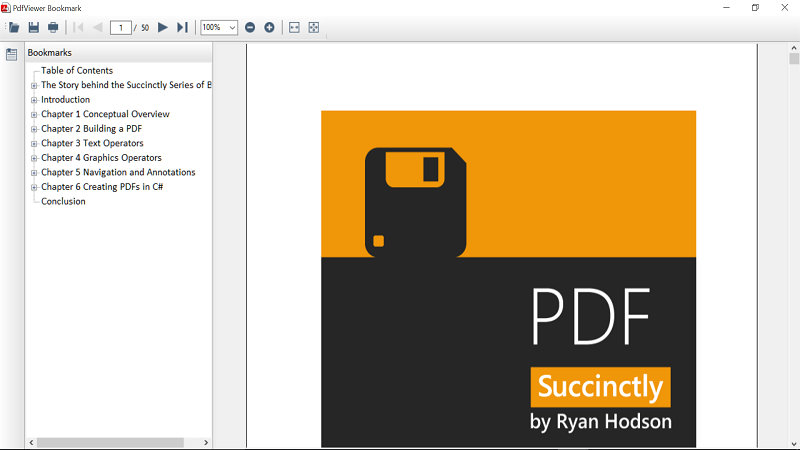 PdfViewer Bookmark
1 / 50 100%
Bookmarks
Table of Contents
The Story behind the Succinctly Series of B
Introduction
Chapter 1 Conceptual Overview
Chapter 2 Building a PDF
Chapter 3 Text Operators
Chapter 4 Graphics Operators
Chapter 5 Navigation and Annotations
Chapter 6 Creating PDFs in C#
Conclusion
PDF
Succinctly
by Ryan Hodson